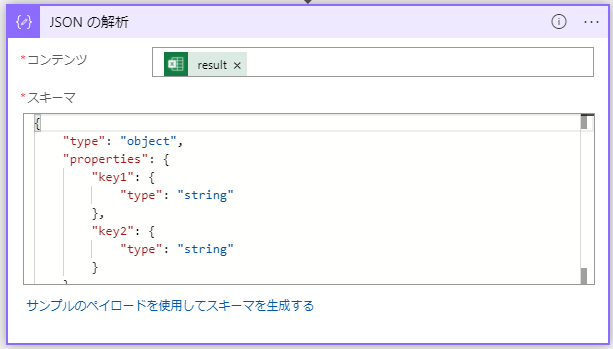 JSON の解析
*コンテンツ
result ×
*スキーマ
{
"type": "object",
"properties": {
"key1": {
"type": "string"
},
"key2": {
"type": "string"
}
}
サンプルのペイロードを使用してスキーマを生成する